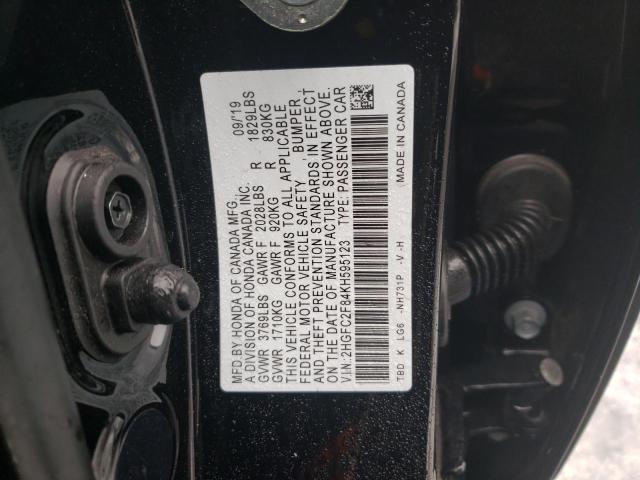 MFD.BY HONDA OF CANADA MFG., 09/19
A DIVISION OF HONDA CANADA INC.
GVWR 3769LBS GAWR F 2028LBS R 1829LBS
GVWR 1710KG GAWR F 920KG R 830KG
THIS VEHICLE CONFORMS TO ALL APPLICABLE
FEDERAL MOTOR VEHICLE SAFETY, BUMPER,
AND THEFT PREVENTION STANDARDS IN EFFECT
ON THE DATE OF MANUFACTURE SHOWN ABOVE.
V.I.N.:2HGFC2F84KH595123 TYPE: PASSENGER CAR
TBD K LG6 -NH731P -V -H MADE IN CANADA